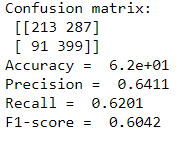 Confusion matrix:
[[213 287]
[ 91 399]]
Accuracy =  6.2e+01
Precision =  0.6411
Recall =  0.6201
F1-score =  0.6042